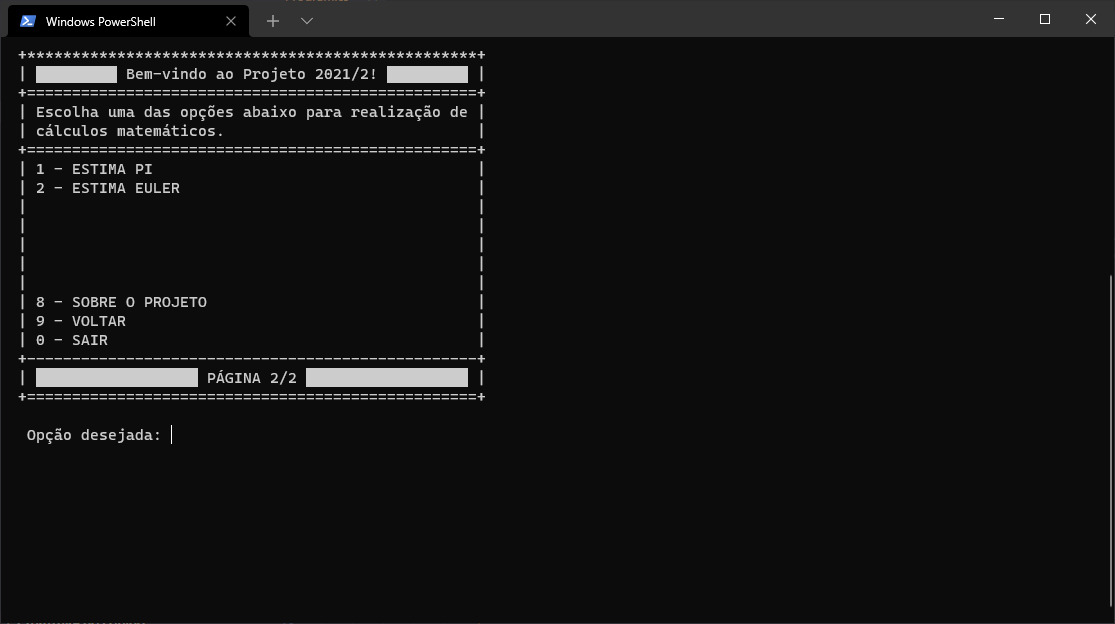 Windows PowerShell
+**************************************************+
| █████████ Bem-vindo ao Projeto 2021/2! █████████ |
+==================================================+
| Escolha uma das opções abaixo para realização de |
| cálculos matemáticos. |
+==================================================+
| 1 - ESTIMA PI |
| 2 - ESTIMA EULER |
| |
| |
| |
| |
| |
| 8 - SOBRE O PROJETO |
| 9 - VOLTAR |
| 0 - SAIR |
+--------------------------------------------------+
| ██████████████████ PÁGINA 2/2 ██████████████████ |
+==================================================+
Opção desejada: